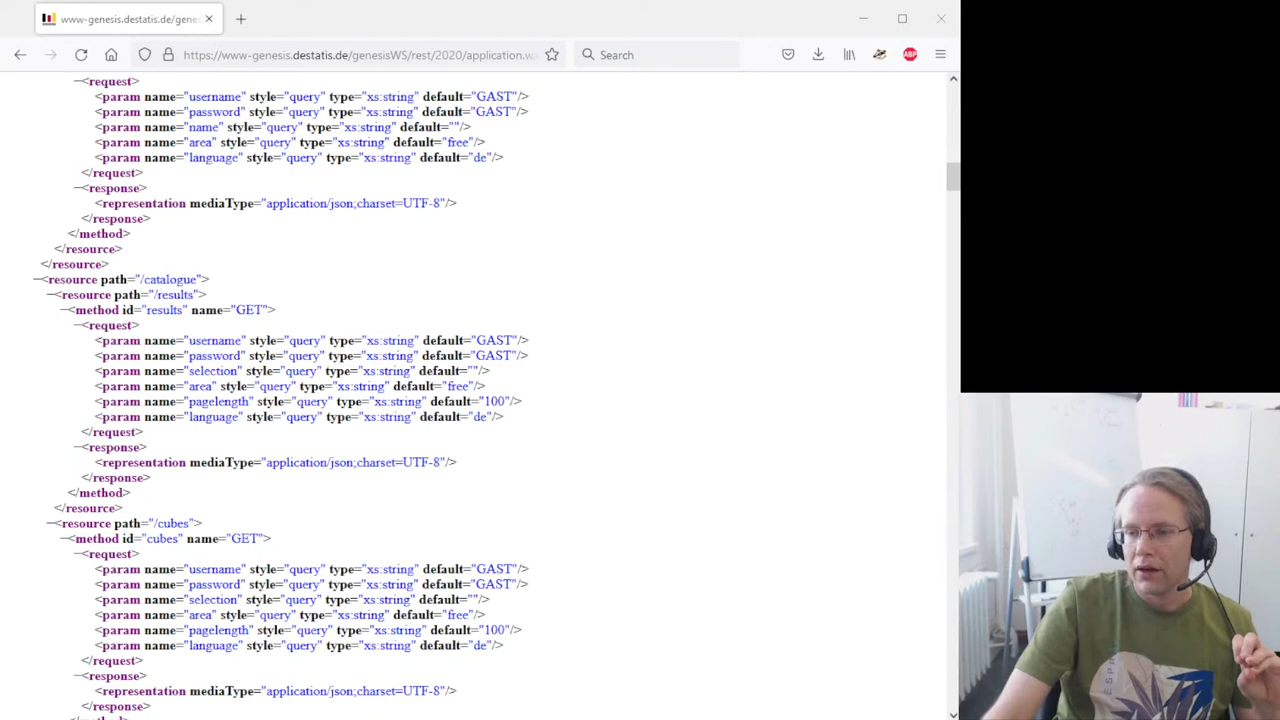 www-genesis.destatis.de/gene
https://www-genesis.destatis.de/genesisWS/rest/2020/application.w
Search
ABP
—<request>
<param name="username" style="query" type="xs:string" default="GAST"/>
<param name="password" style="query" type="xs:string" default="GAST"/>
<param name="name" style="query" type="xs:string" default=""/>
<param name="area" style="query" type="xs:string" default="free"/>
<param name="language" style="query" type="xs:string" default="de"/>
</request>
—<response>
<representation mediaType="application/json;charset=UTF-8"/>
</response>
</method>
</resource>
</resource>
—<resource path="/catalogue">
—<resource path="/results">
—<method id="results" name="GET">
—<request>
<param name="username" style="query" type="xs:string" default="GAST"/>
<param name="password" style="query" type="xs:string" default="GAST"/>
<param name="selection" style="query" type="xs:string" default=""/>
<param name="area" style="query" type="xs:string" default="free"/>
<param name="pagelength" style="query" type="xs:string" default="100"/>
<param name="language" style="query" type="xs:string" default="de"/>
</request>
—<response>
<representation mediaType="application/json;charset=UTF-8"/>
</response>
</method>
</resource>
—<resource path="/cubes">
—<method id="cubes" name="GET">
—<request>
<param name="username" style="query" type="xs:string" default="GAST"/>
<param name="password" style="query" type="xs:string" default="GAST"/>
<param name="selection" style="query" type="xs:string" default=""/>
<param name="area" style="query" type="xs:string" default="free"/>
<param name="pagelength" style="query" type="xs:string" default="100"/>
<param name="language" style="query" type="xs:string" default="de"/>
</request>
—<response>
<representation mediaType="application/json;charset=UTF-8"/>
</response>